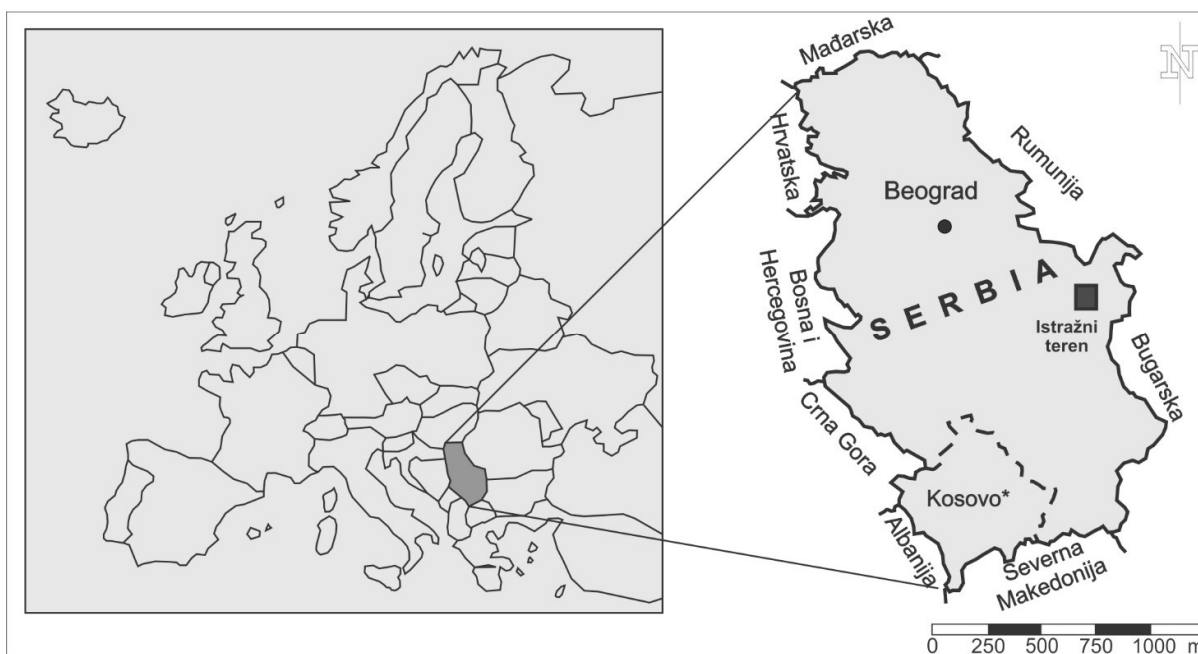 Mađarska
N
Hrvatska
Rumunija
Beograd
Bosna i
Hercegovina
SERBIA
Istražni
teren
Bugarska
Crna Gora
Kosovo*
Albanija
Severna
Makedonija
0 250 500 750 1000 m